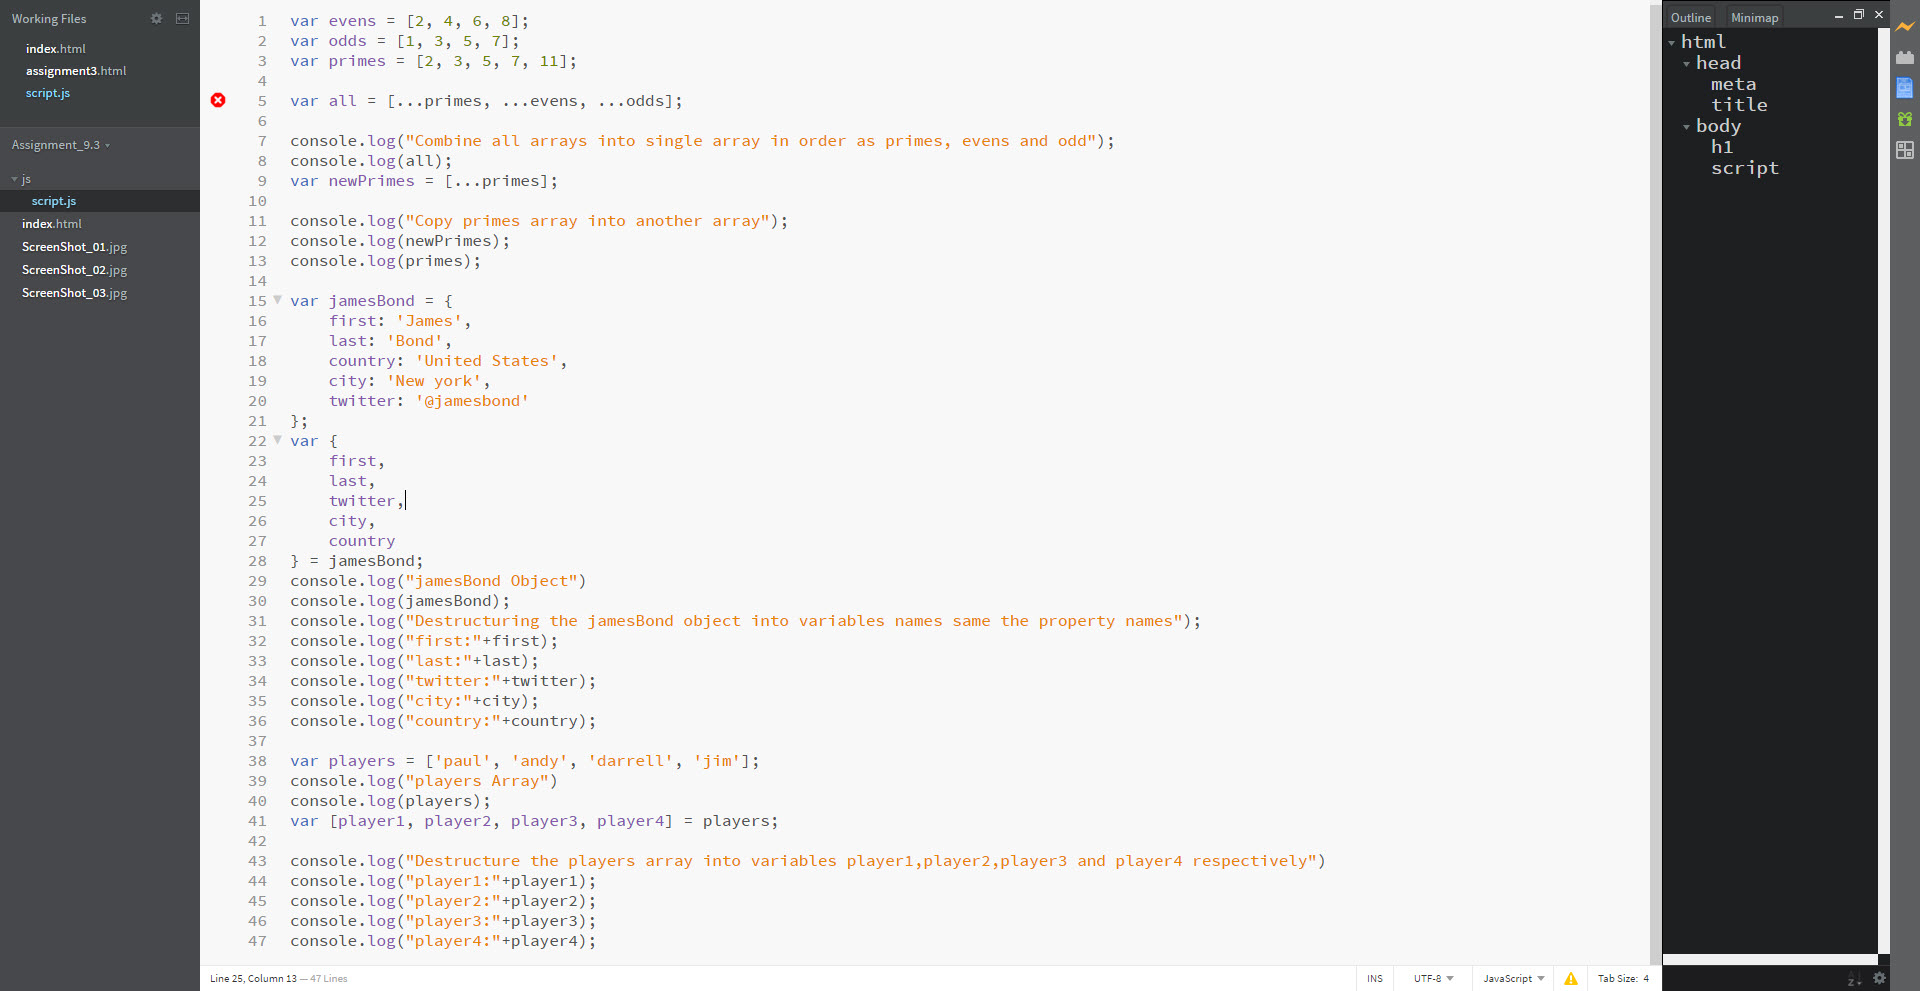 Working Files
index.html
assignment3.html
script.js
Assignment_9.3
js
script.js
index.html
ScreenShot_01.jpg
ScreenShot_02.jpg
ScreenShot_03.jpg
1 var evens = [2, 4, 6, 8];
2 var odds = [1, 3, 5, 7];
3 var primes = [2, 3, 5, 7, 11];
4
5 var all = [...primes, ...evens, ...odds];
6
7 console.log("Combine all arrays into single array in order as primes, evens and odd");
8 console.log(all);
9 var newPrimes = [...primes];
10
11 console.log("Copy primes array into another array");
12 console.log(newPrimes);
13 console.log(primes);
14
15 var jamesBond = {
16     first: 'James',
17     last: 'Bond',
18     country: 'United States',
19     city: 'New york',
20     twitter: '@jamesbond'
21 };
22 var {
23     first,
24     last,
25     twitter,
26     city,
27     country
28 } = jamesBond;
29 console.log("jamesBond Object")
30 console.log(jamesBond);
31 console.log("Destructuring the jamesBond object into variables names same the property names");
32 console.log("first:"+first);
33 console.log("last:"+last);
34 console.log("twitter:"+twitter);
35 console.log("city:"+city);
36 console.log("country:"+country);
37
38 var players = ['paul', 'andy', 'darrell', 'jim'];
39 console.log("players Array")
40 console.log(players);
41 var [player1, player2, player3, player4] = players;
42
43 console.log("Destructure the players array into variables player1,player2,player3 and player4 respectively")
44 console.log("player1:"+player1);
45 console.log("player2:"+player2);
46 console.log("player3:"+player3);
47 console.log("player4:"+player4);
Line 25, Column 13 — 47 Lines
INS UTF-8 JavaScript Tab Size: 4
Outline Minimap
html
head
meta
title
body
h1
script